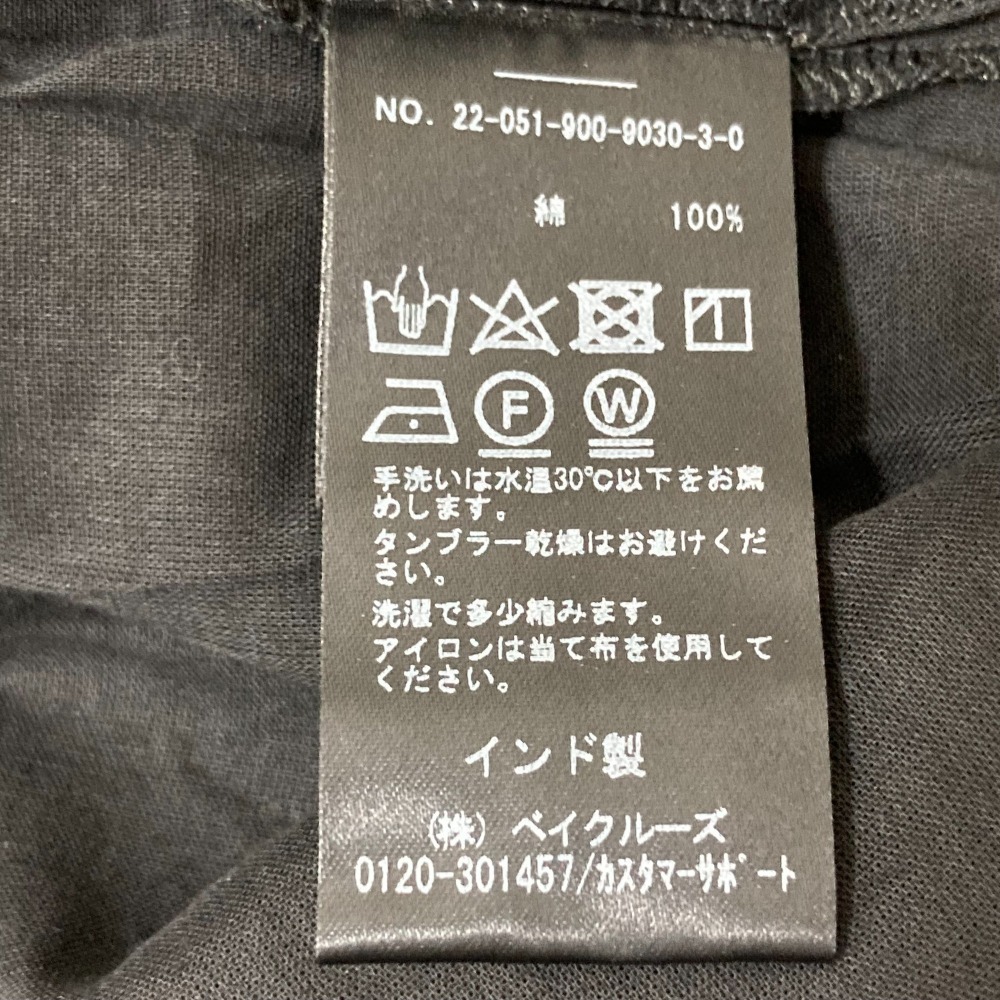 NO. 22-051-900-9030-3-0
綿 100%
F W
手洗いは水温30℃以下をお薦
めします。
タンブラー乾燥はお避けくだ
さい。
洗濯で多少縮みます。
アイロンは当て布を使用して
ください。
インド製
(株) ベイクルーズ
0120-301457/ｶｽﾀﾏｰｻﾎﾟｰﾄ